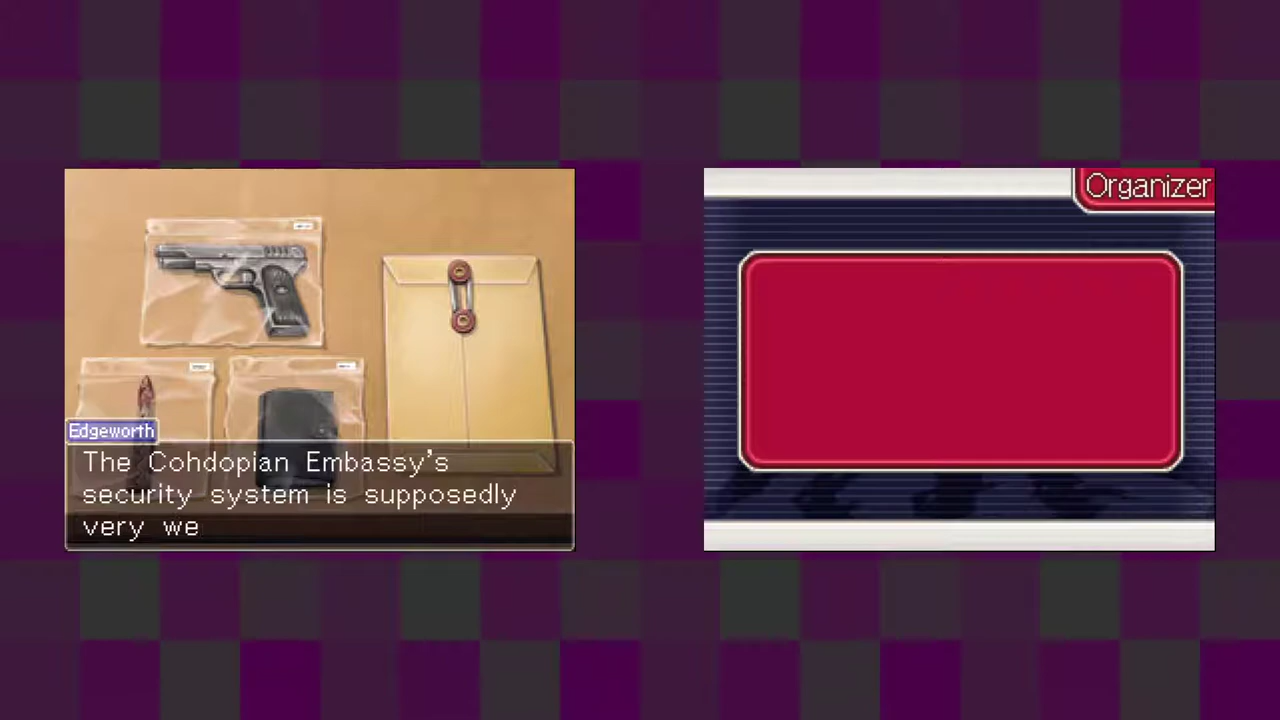 Organizer
Edgeworth
The Cohdopian Embassy's
security system is supposedly
very we